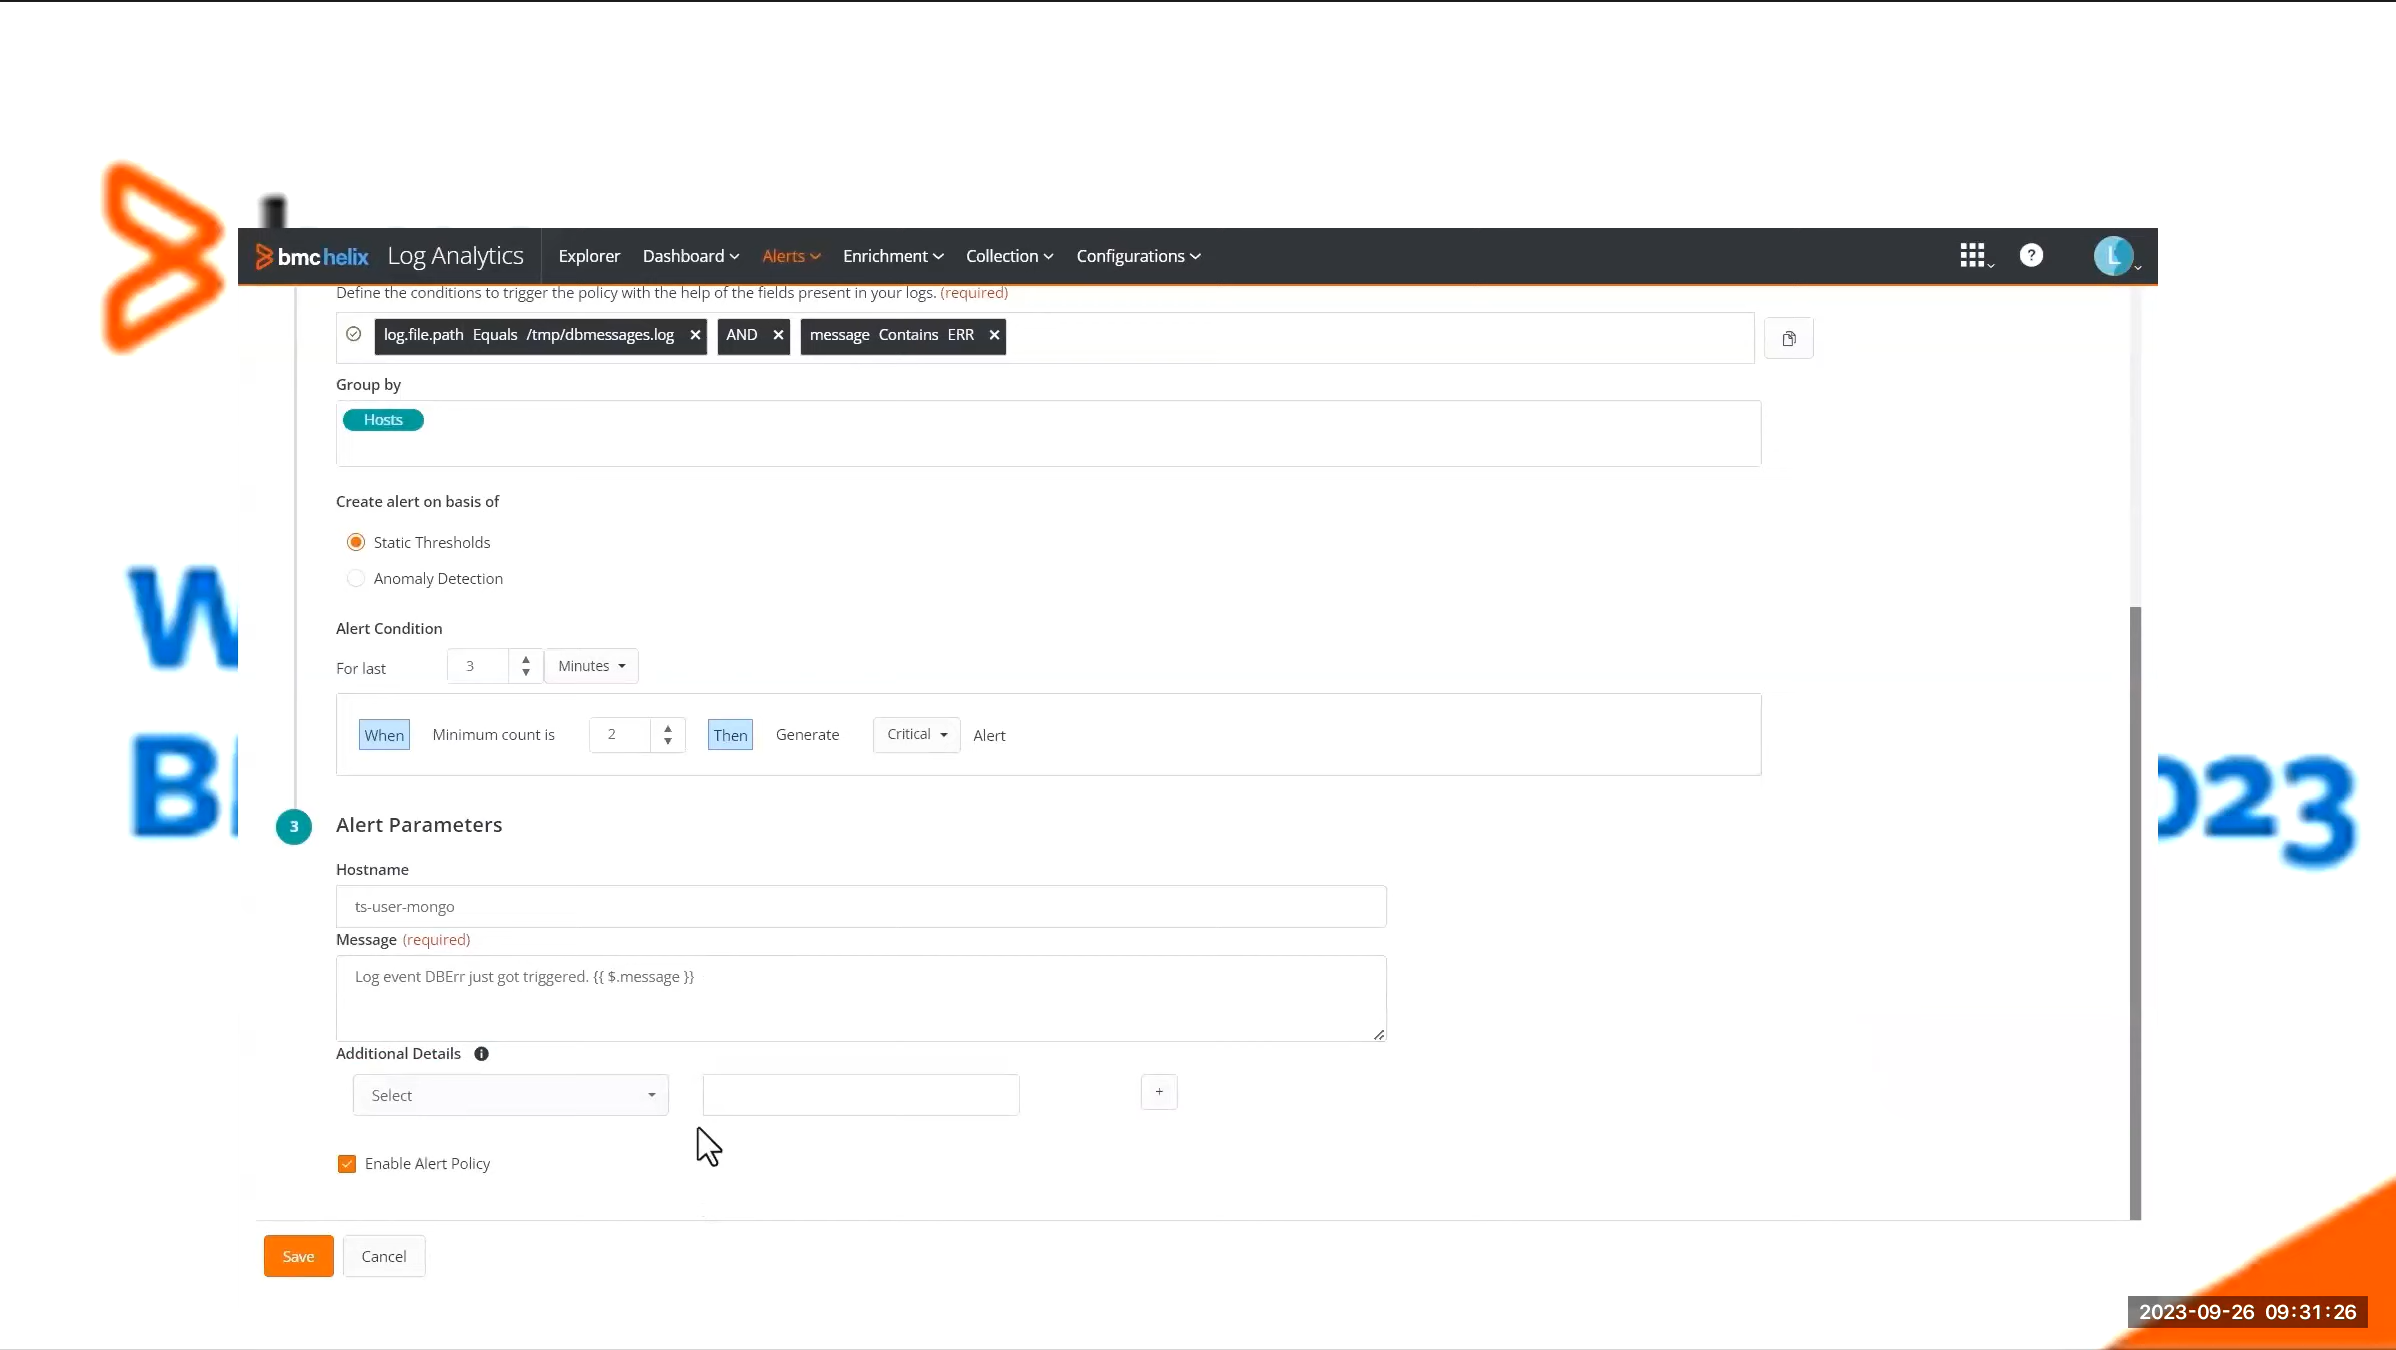 bmc helix Log Analytics Explorer Dashboard Alerts Enrichment Collection Configurations ? L
Define the conditions to trigger the policy with the help of the fields present in your logs. (required)
log.file.path Equals /tmp/dbmessages.log × AND × message Contains ERR ×
Group by
Hosts
Create alert on basis of
Static Thresholds
Anomaly Detection
Alert Condition
For last 3 Minutes
When Minimum count is 2 Then Generate Critical Alert
3 Alert Parameters
Hostname
ts-user-mongo
Message (required)
Log event DBErr just got triggered. {{ $.message }}
Additional Details
Select +
Enable Alert Policy
Save Cancel
W
B 023
2023-09-26 09:31:26